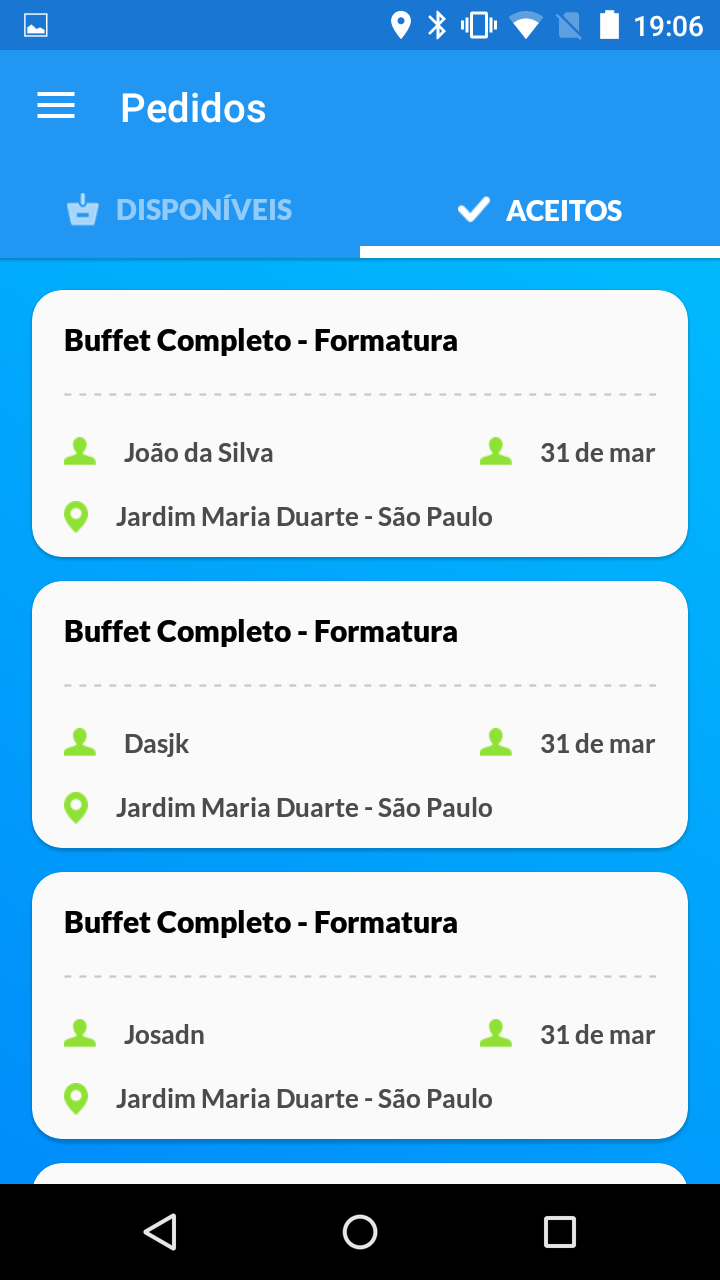 19:06
Pedidos
DISPONÍVEIS
ACEITOS
Buffet Completo - Formatura
João da Silva
31 de mar
Jardim Maria Duarte - São Paulo
Buffet Completo - Formatura
Dasjk
31 de mar
Jardim Maria Duarte - São Paulo
Buffet Completo - Formatura
Josadn
31 de mar
Jardim Maria Duarte - São Paulo